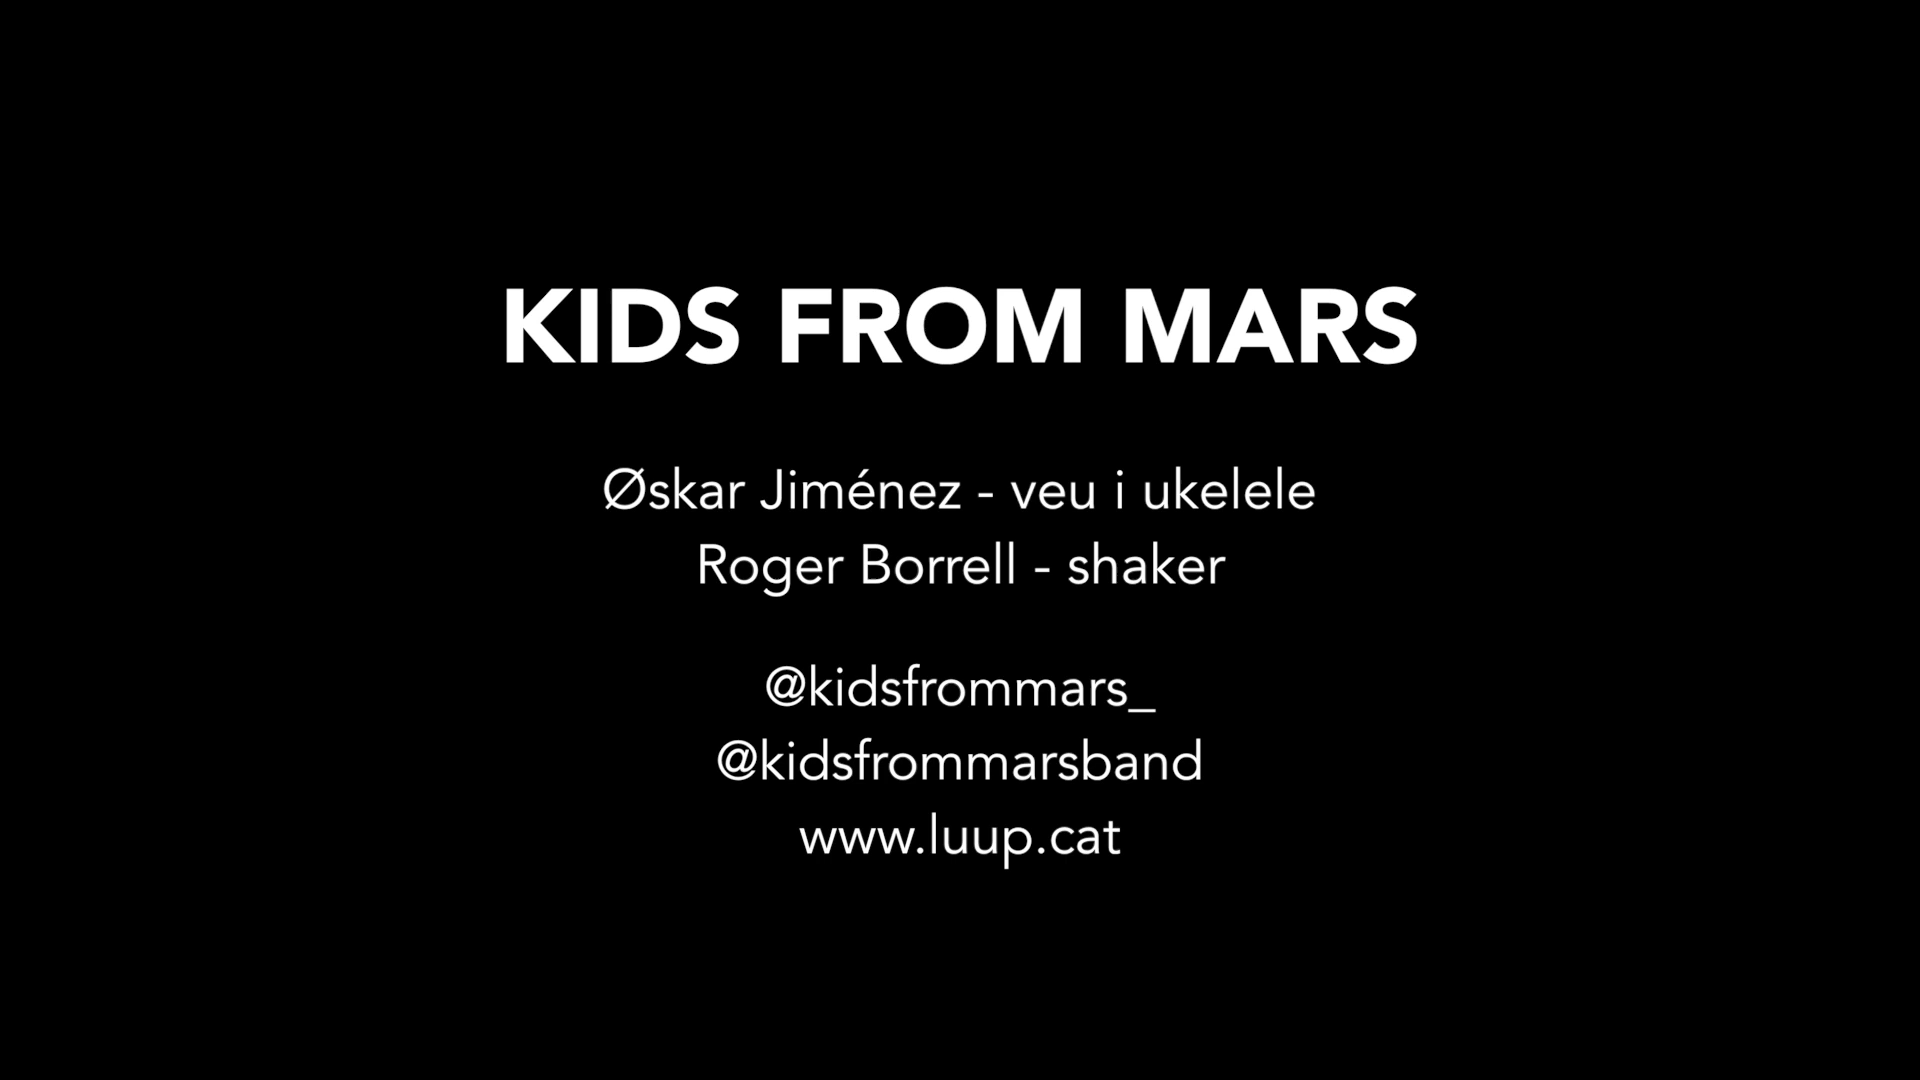 KIDS FROM MARS
Øskar Jiménez - veu i ukelele
Roger Borrell - shaker
@kidsfrommars_
@kidsfrommarsband
www.luup.cat